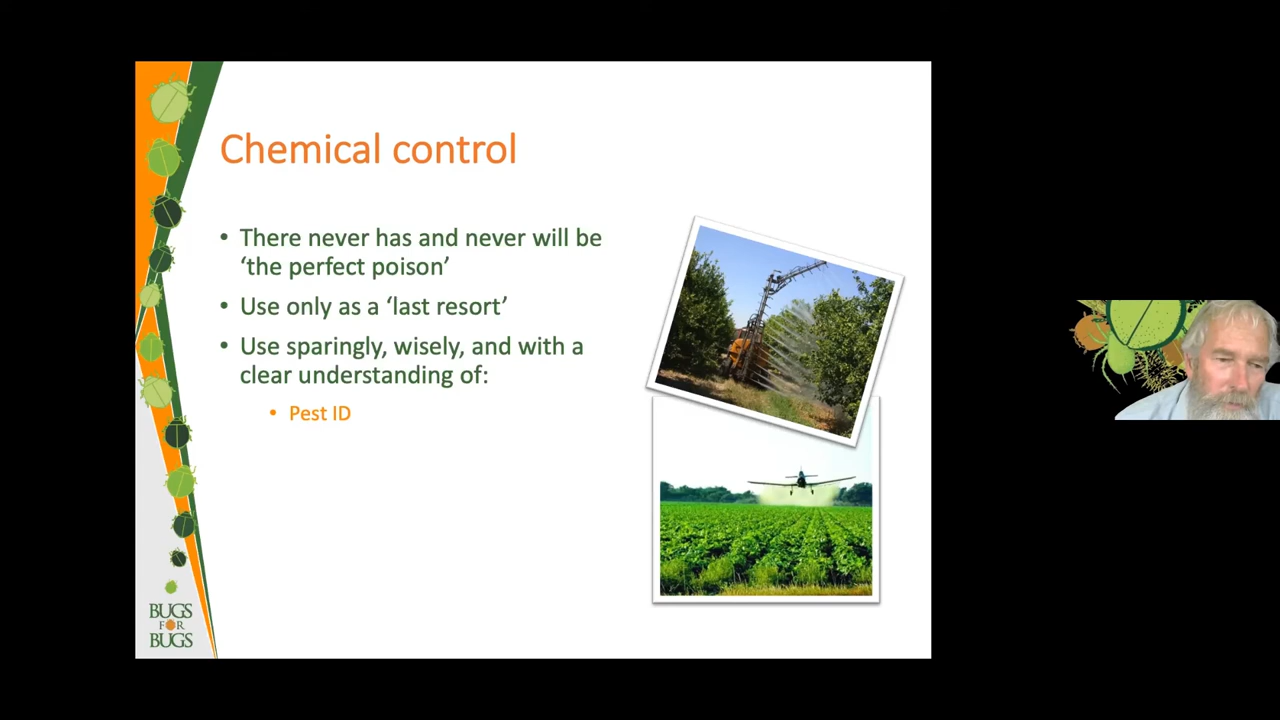 Chemical control
• There never has and never will be
‘the perfect poison’
• Use only as a ‘last resort’
• Use sparingly, wisely, and with a
clear understanding of:
• Pest ID
BUGS
FOR
BUGS